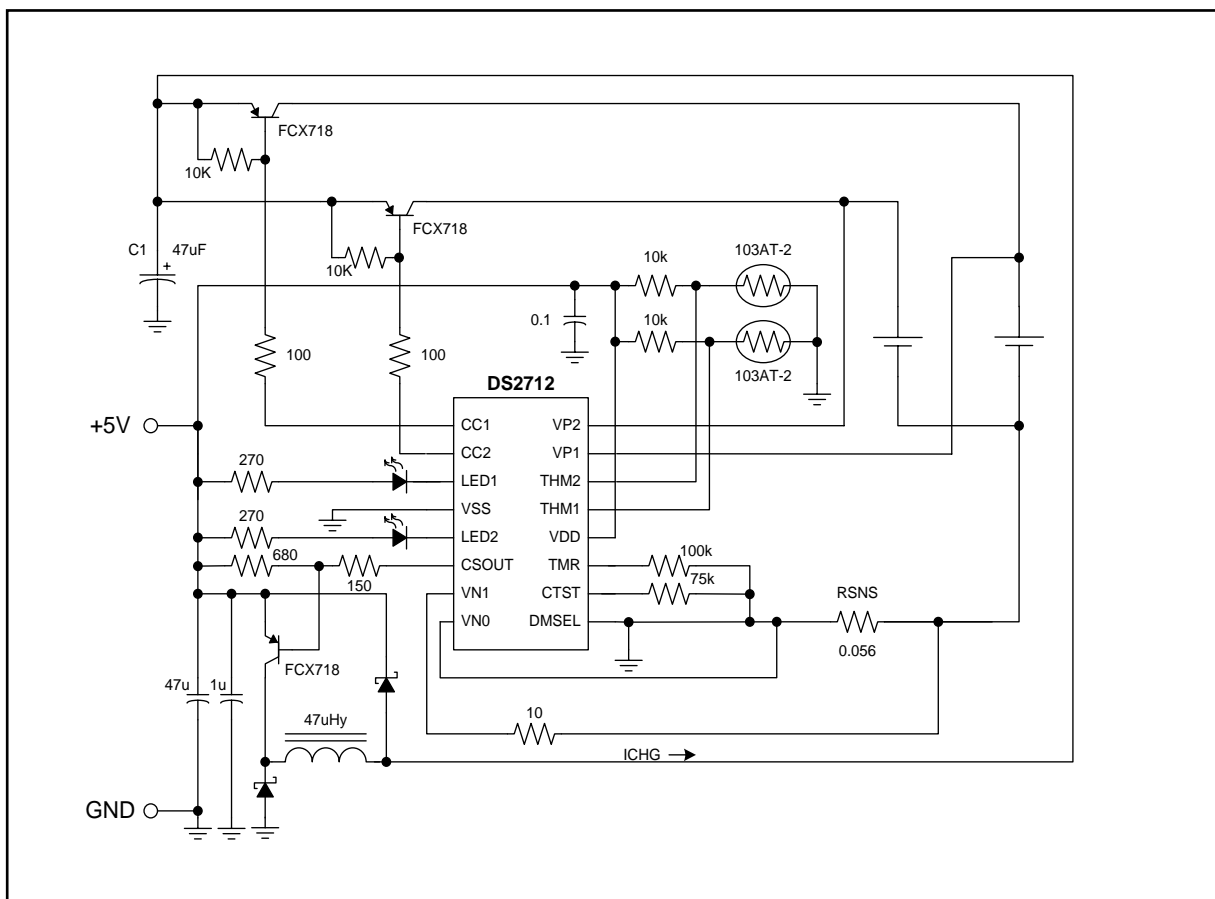 FCX718
10K
FCX718
C1 47uF
+
10K
10k
103AT-2
0.1
10k
103AT-2
100
100
DS2712
+5V
CC1
VP2
CC2
VP1
270
LED1
THM2
VSS
THM1
270
LED2
VDD
680
CSOUT
TMR
100k
150
75k
VN1
CTST
RSNS
VN0
DMSEL
0.056
FCX718
47u
1u
47uHy
10
ICHG
GND